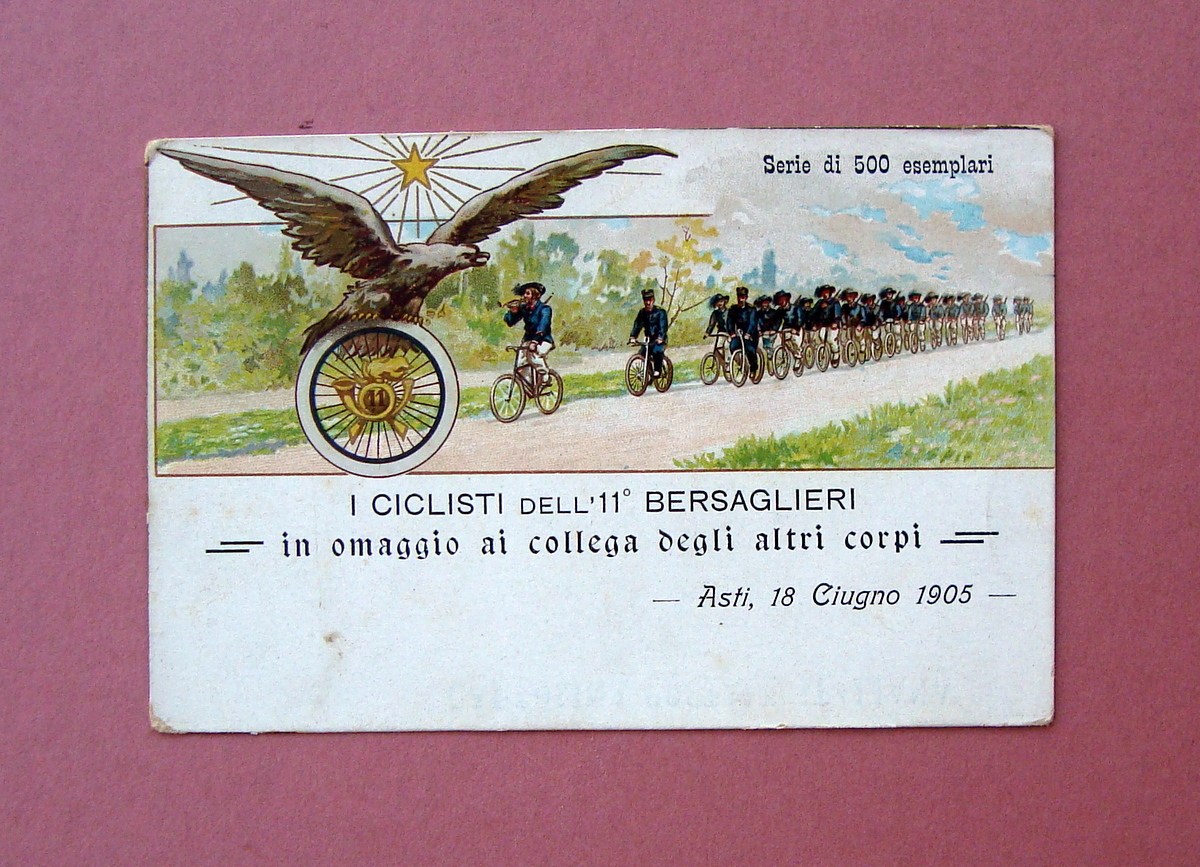 Serie di 500 esemplari
11
I CICLISTI DELL'11° BERSAGLIERI
in omaggio ai collega degli altri corpi
— Asti, 18 Giugno 1905 —